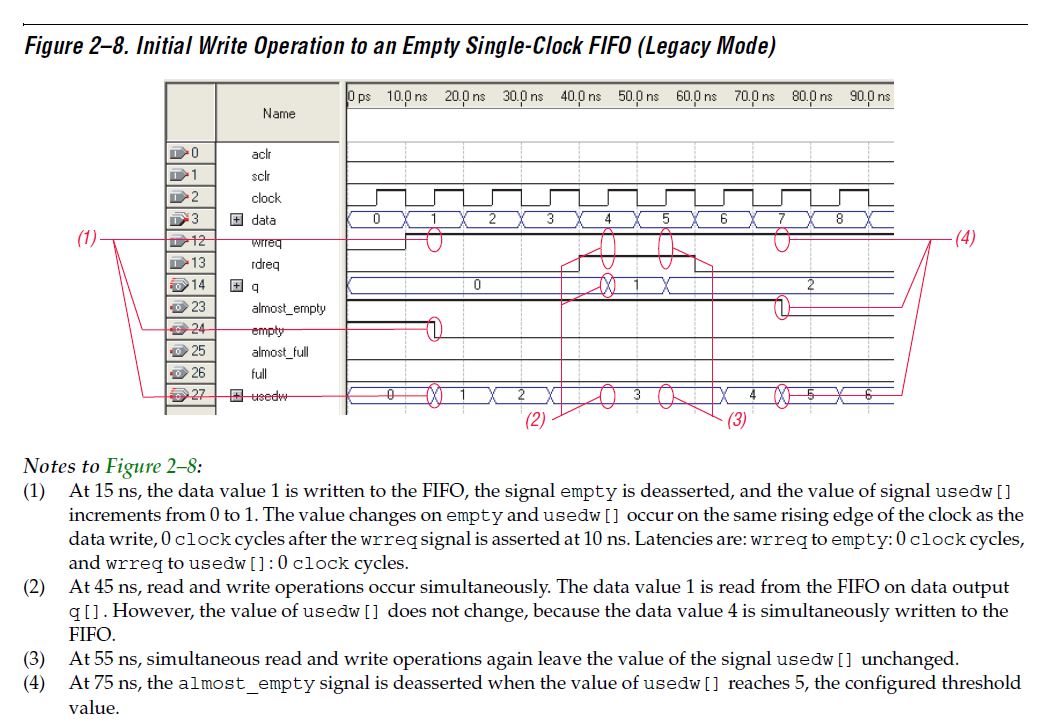 Figure 2–8. Initial Write Operation to an Empty Single-Clock FIFO (Legacy Mode)
Name
0 ps 10.0 ns 20.0 ns 30.0 ns 40.0 ns 50.0 ns 60.0 ns 70.0 ns 80.0 ns 90.0 ns
0 aclr
1 sclr
2 clock
3 data 0 1 2 3 4 5 6 7 8
(1) 12 wrreq (4)
13 rdreq
14 q 0 1 2
23 almost_empty
24 empty
25 almost_full
26 full
27 usedw 0 1 2 3 4 5 6
(2) (3)
Notes to Figure 2–8:
(1) At 15 ns, the data value 1 is written to the FIFO, the signal empty is deasserted, and the value of signal usedw[]
increments from 0 to 1. The value changes on empty and usedw[] occur on the same rising edge of the clock as the
data write, 0 clock cycles after the wrreq signal is asserted at 10 ns. Latencies are: wrreq to empty: 0 clock cycles,
and wrreq to usedw[]: 0 clock cycles.
(2) At 45 ns, read and write operations occur simultaneously. The data value 1 is read from the FIFO on data output
q[]. However, the value of usedw[] does not change, because the data value 4 is simultaneously written to the
FIFO.
(3) At 55 ns, simultaneous read and write operations again leave the value of the signal usedw[] unchanged.
(4) At 75 ns, the almost_empty signal is deasserted when the value of usedw[] reaches 5, the configured threshold
value.